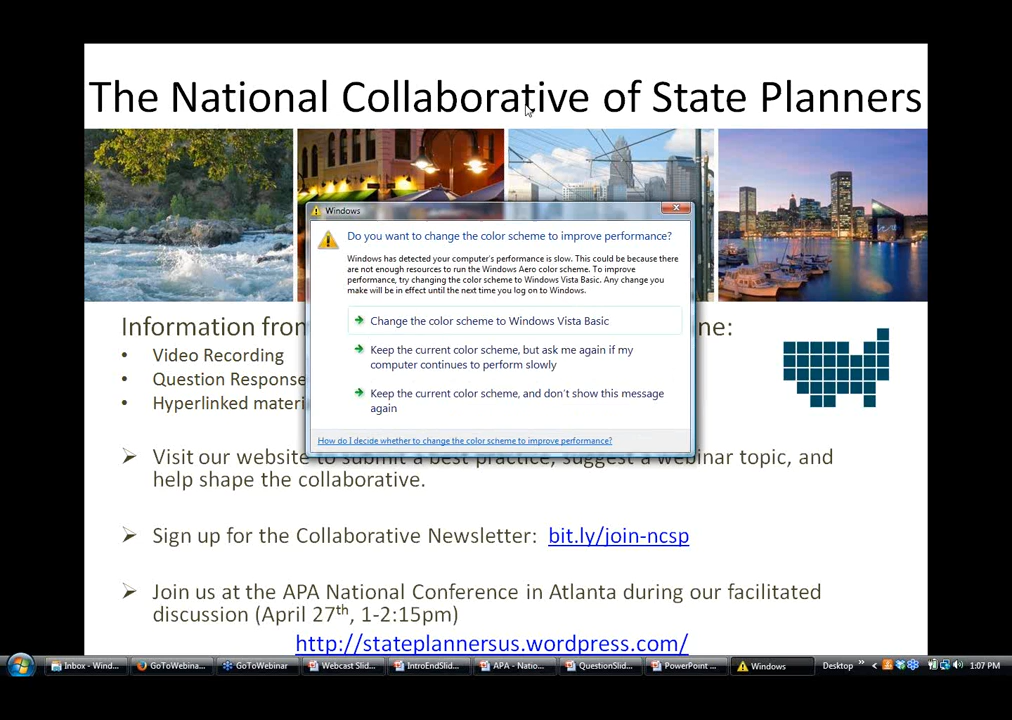 The National Collaborative of State Planners
Windows
Do you want to change the color scheme to improve performance?
Windows has detected your computer's performance is slow. This could be because there
are not enough resources to run the Windows Aero color scheme. To improve
performance, try changing the color scheme to Windows Vista Basic. Any change you
make will be in effect until the next time you log on to Windows.
Change the color scheme to Windows Vista Basic
Keep the current color scheme, but ask me again if my
computer continues to perform slowly
Keep the current color scheme, and don't show this message
again
How do I decide whether to change the color scheme to improve performance?
Information
• Video Recording
• Question Response
• Hyperlinked
➢ Visit our website to submit a best practice, suggest a webinar topic, and
help shape the collaborative.
➢ Sign up for the Collaborative Newsletter: bit.ly/join-ncsp
➢ Join us at the APA National Conference in Atlanta during our facilitated
discussion (April 27th, 1-2:15pm)
http://stateplannersus.wordpress.com/
Inbox - Wind... GoToWebina... GoToWebinar Webcast Slid... IntroEndSlid... APA - Natio... QuestionSlid... PowerPoint ... Windows Desktop » < 1:07 PM